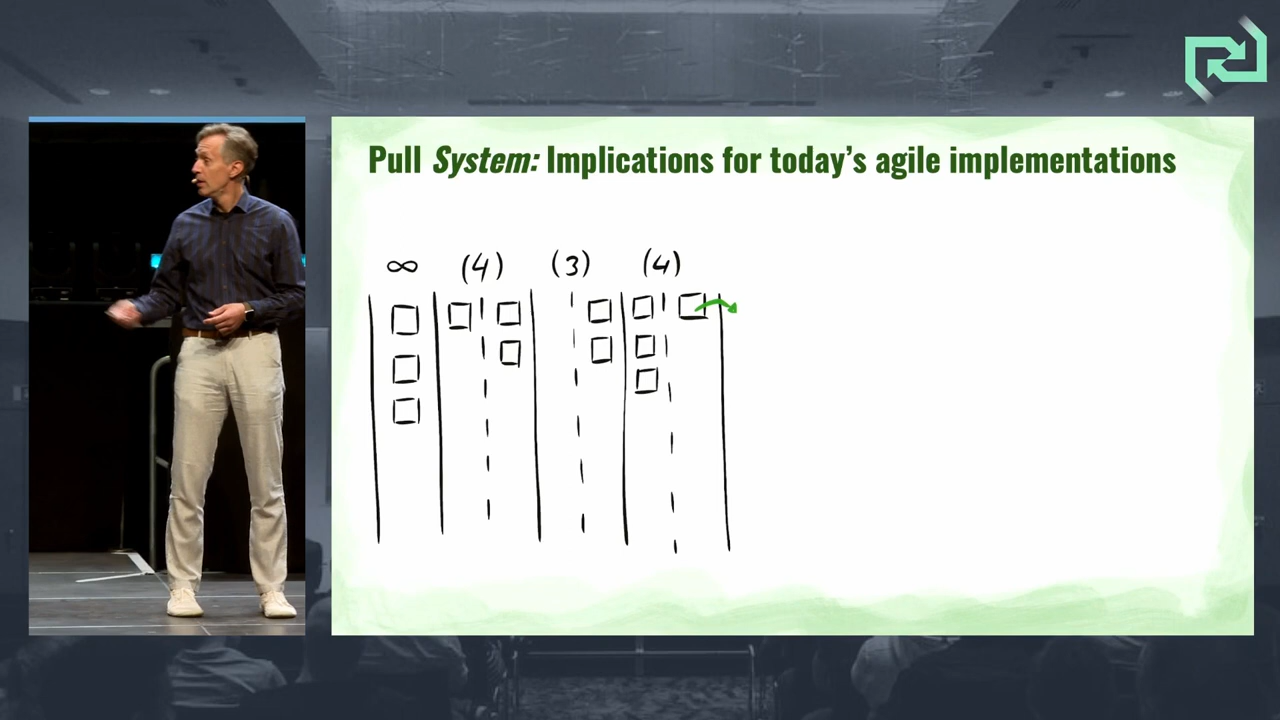 Pull System: Implications for today's agile implementations
∞ (4) (3) (4)